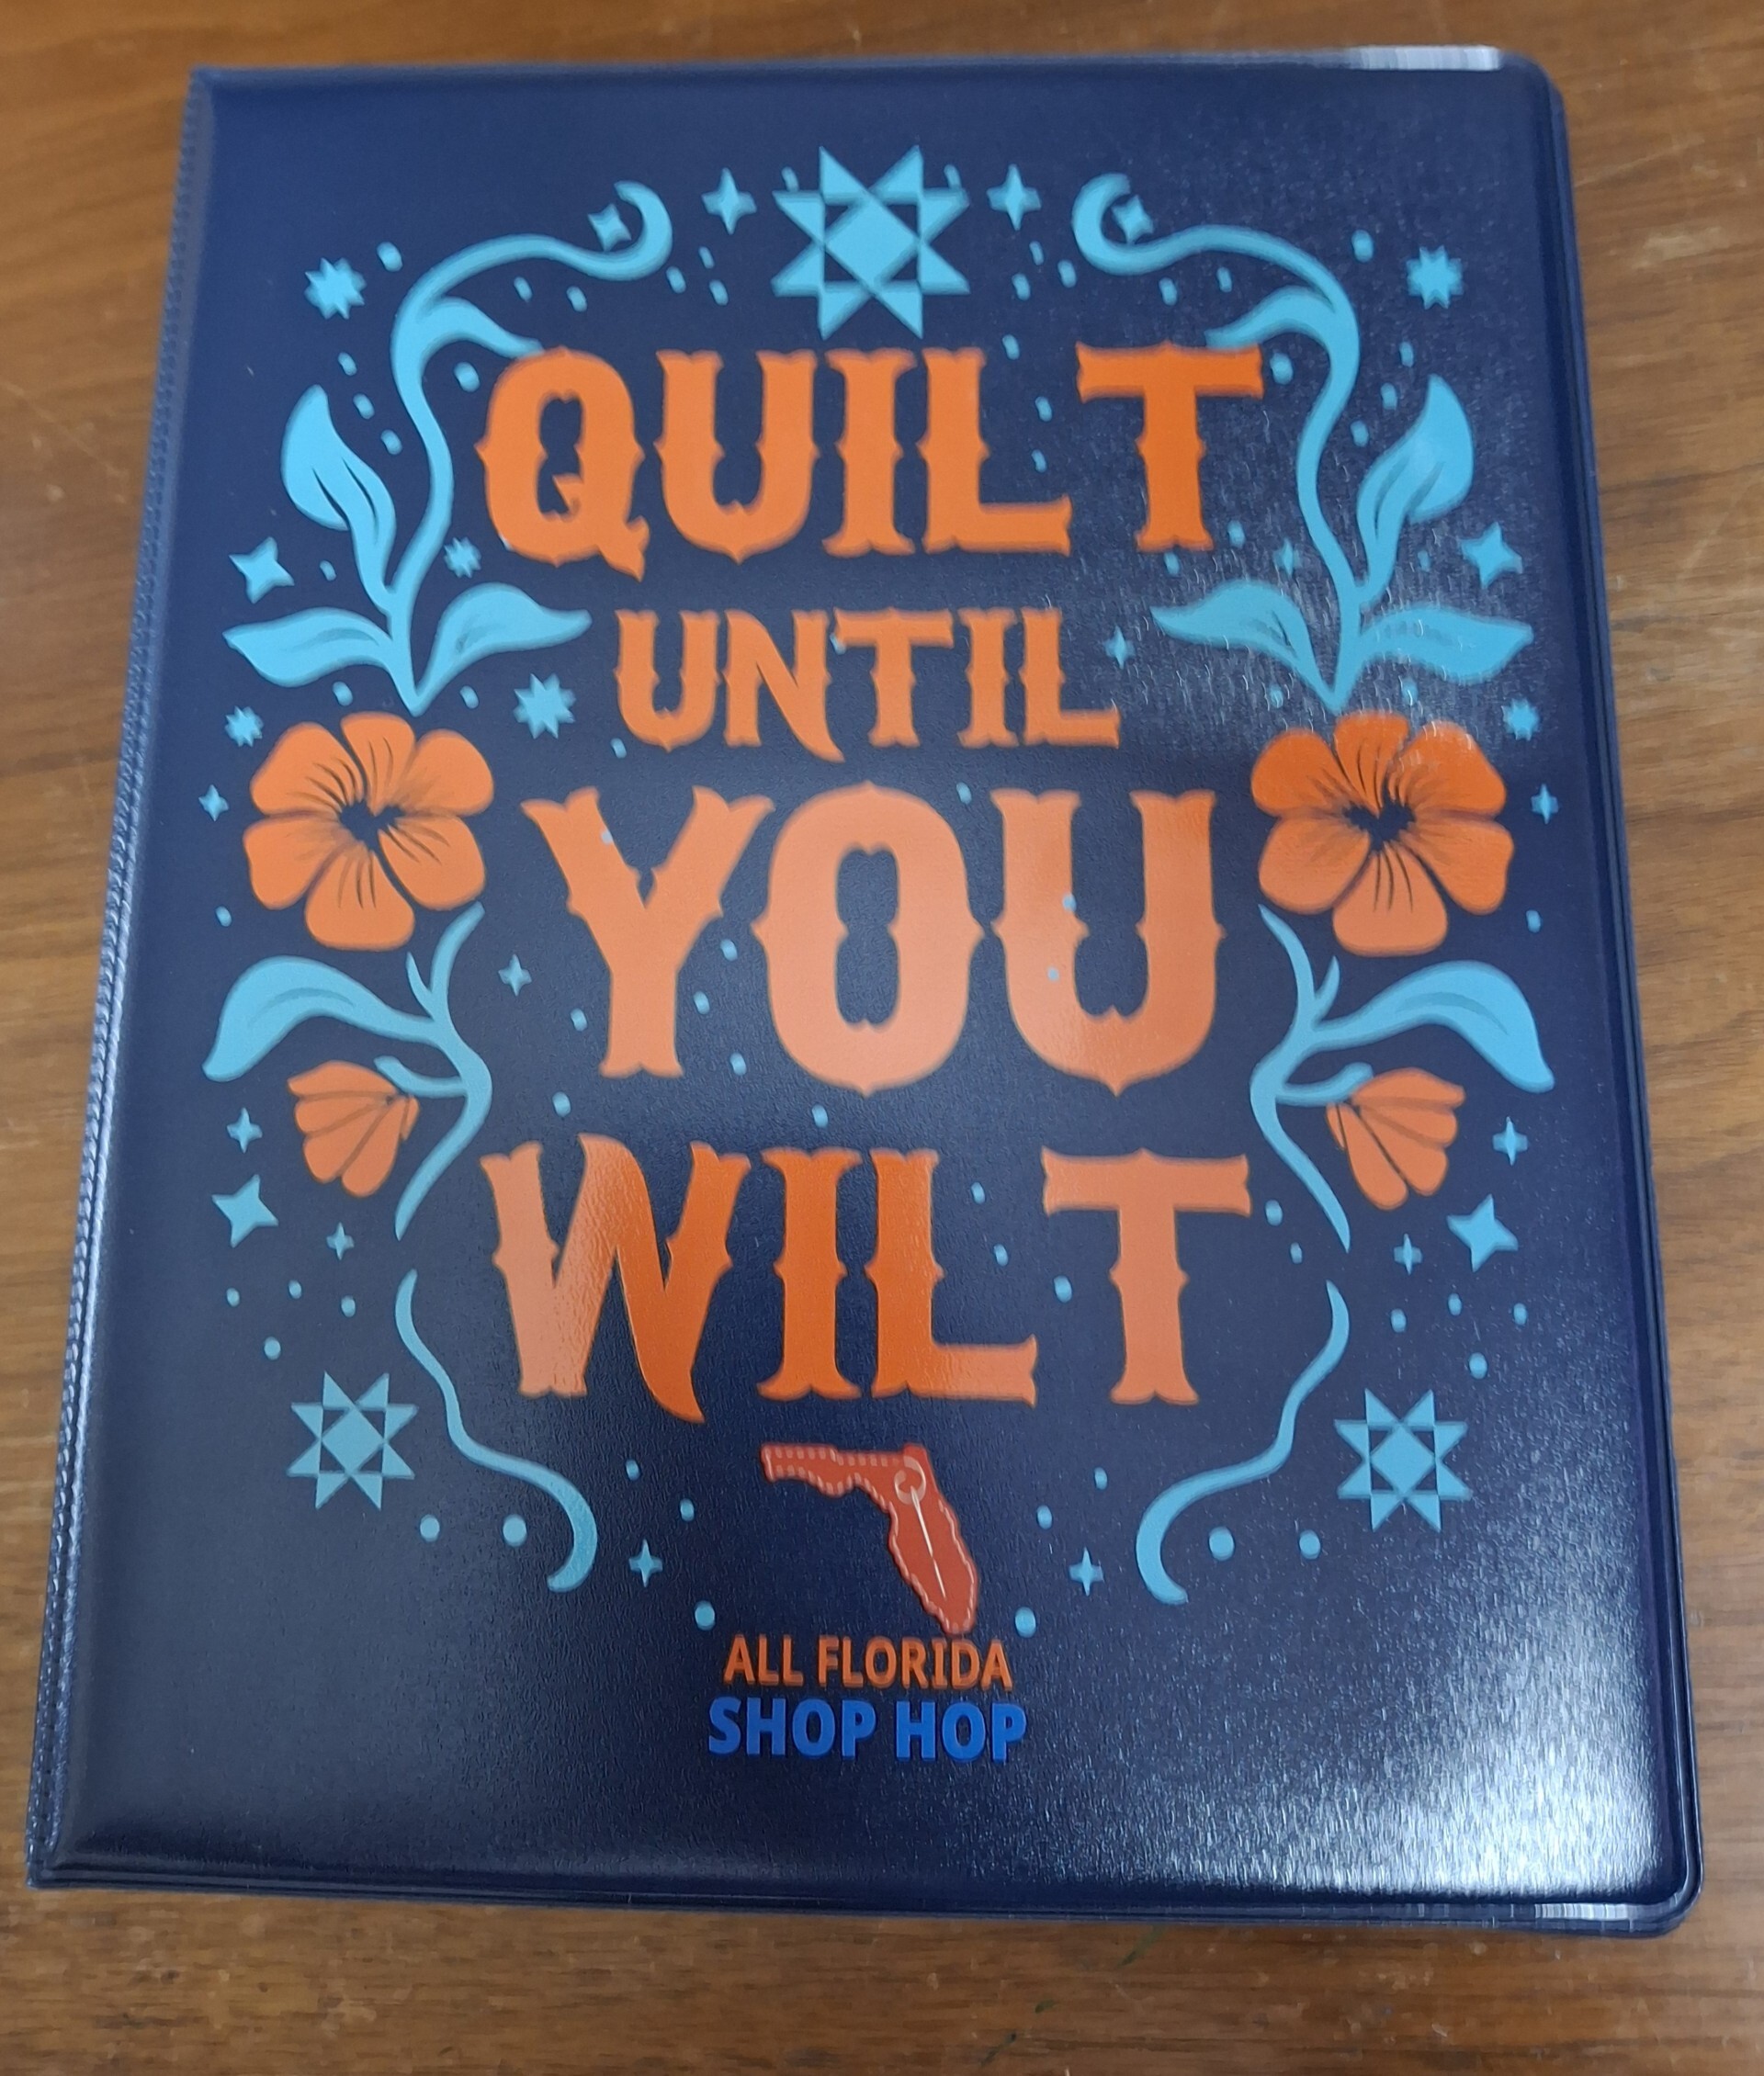 QUILT
UNTIL
YOU
WILT
ALL FLORIDA
SHOP HOP